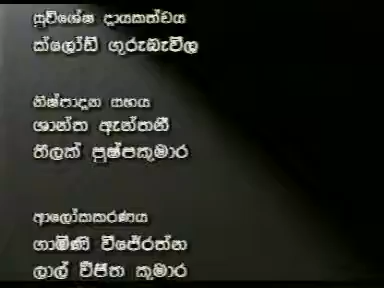 සුවිශේෂ දායකත්වය
ක්ලෝඩ් ගුරුබැවිල
නිෂ්පාදන සහය
ශාන්ත ඇන්තනී
තිලක් පුෂ්පකුමාර
ආලෝකකරණය
ගාමිණී විජේරත්න
ලාල් විජිත කුමාර